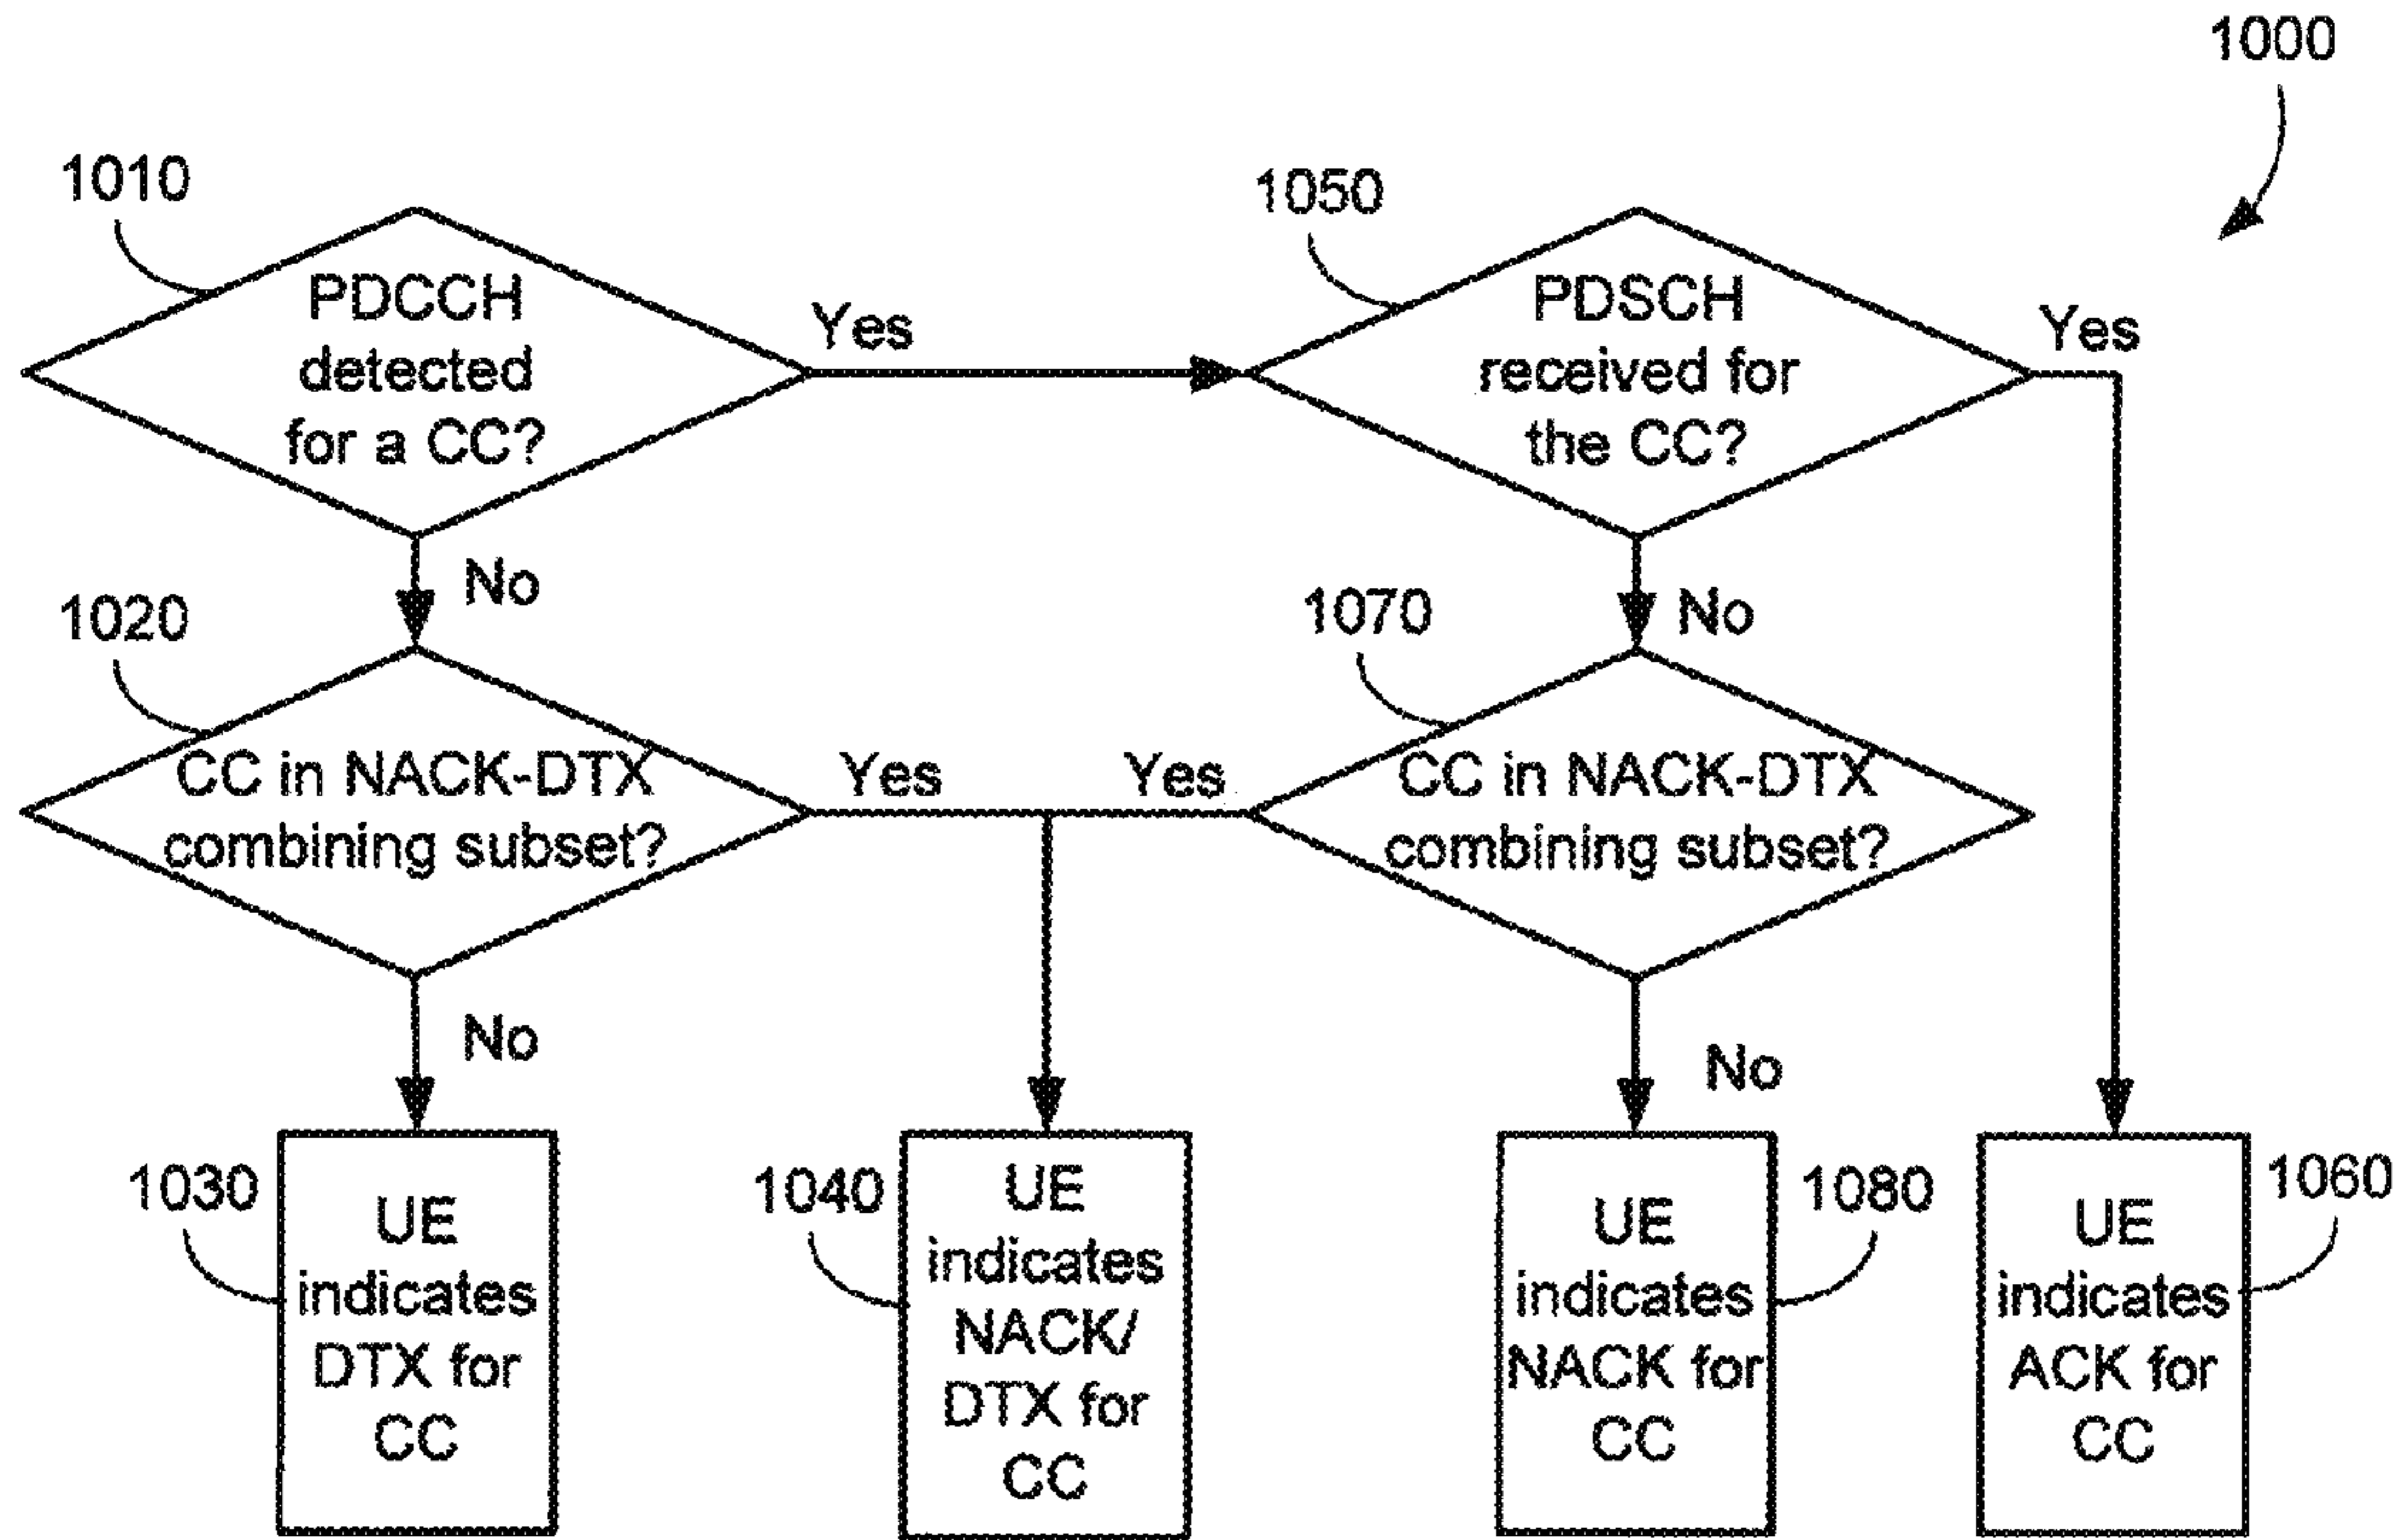 1000
1010
PDCCH
detected
for a CC?
Yes
1050
PDSCH
received for
the CC?
Yes
No
No
1020
CC in NACK-DTX
combining subset?
Yes
Yes
1070
CC in NACK-DTX
combining subset?
No
No
1030
UE
indicates
DTX for
CC
1040
UE
indicates
NACK/
DTX for
CC
UE
indicates
NACK for
CC
1080
UE
indicates
ACK for
CC
1060